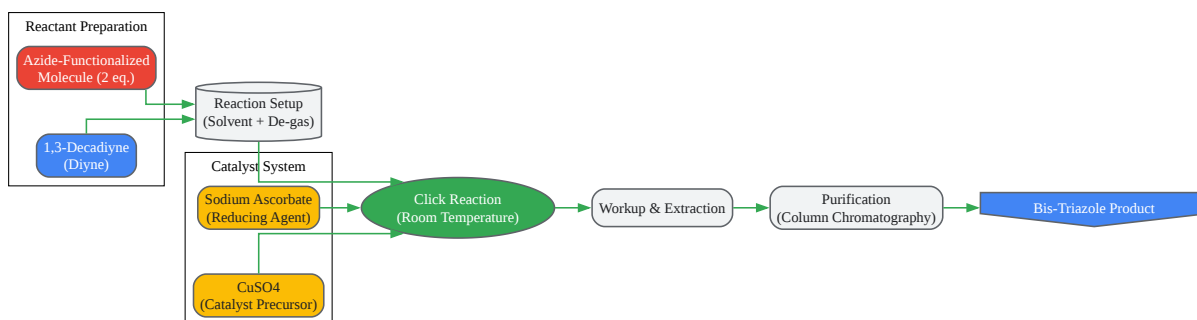 Reactant Preparation
Azide-Functionalized
Molecule (2 eq.)
1,3-Decadiyne
(Diyne)
Reaction Setup
(Solvent + De-gas)
Catalyst System
Sodium Ascorbate
(Reducing Agent)
CuSO4
(Catalyst Precursor)
Click Reaction
(Room Temperature)
Workup & Extraction
Purification
(Column Chromatography)
Bis-Triazole Product